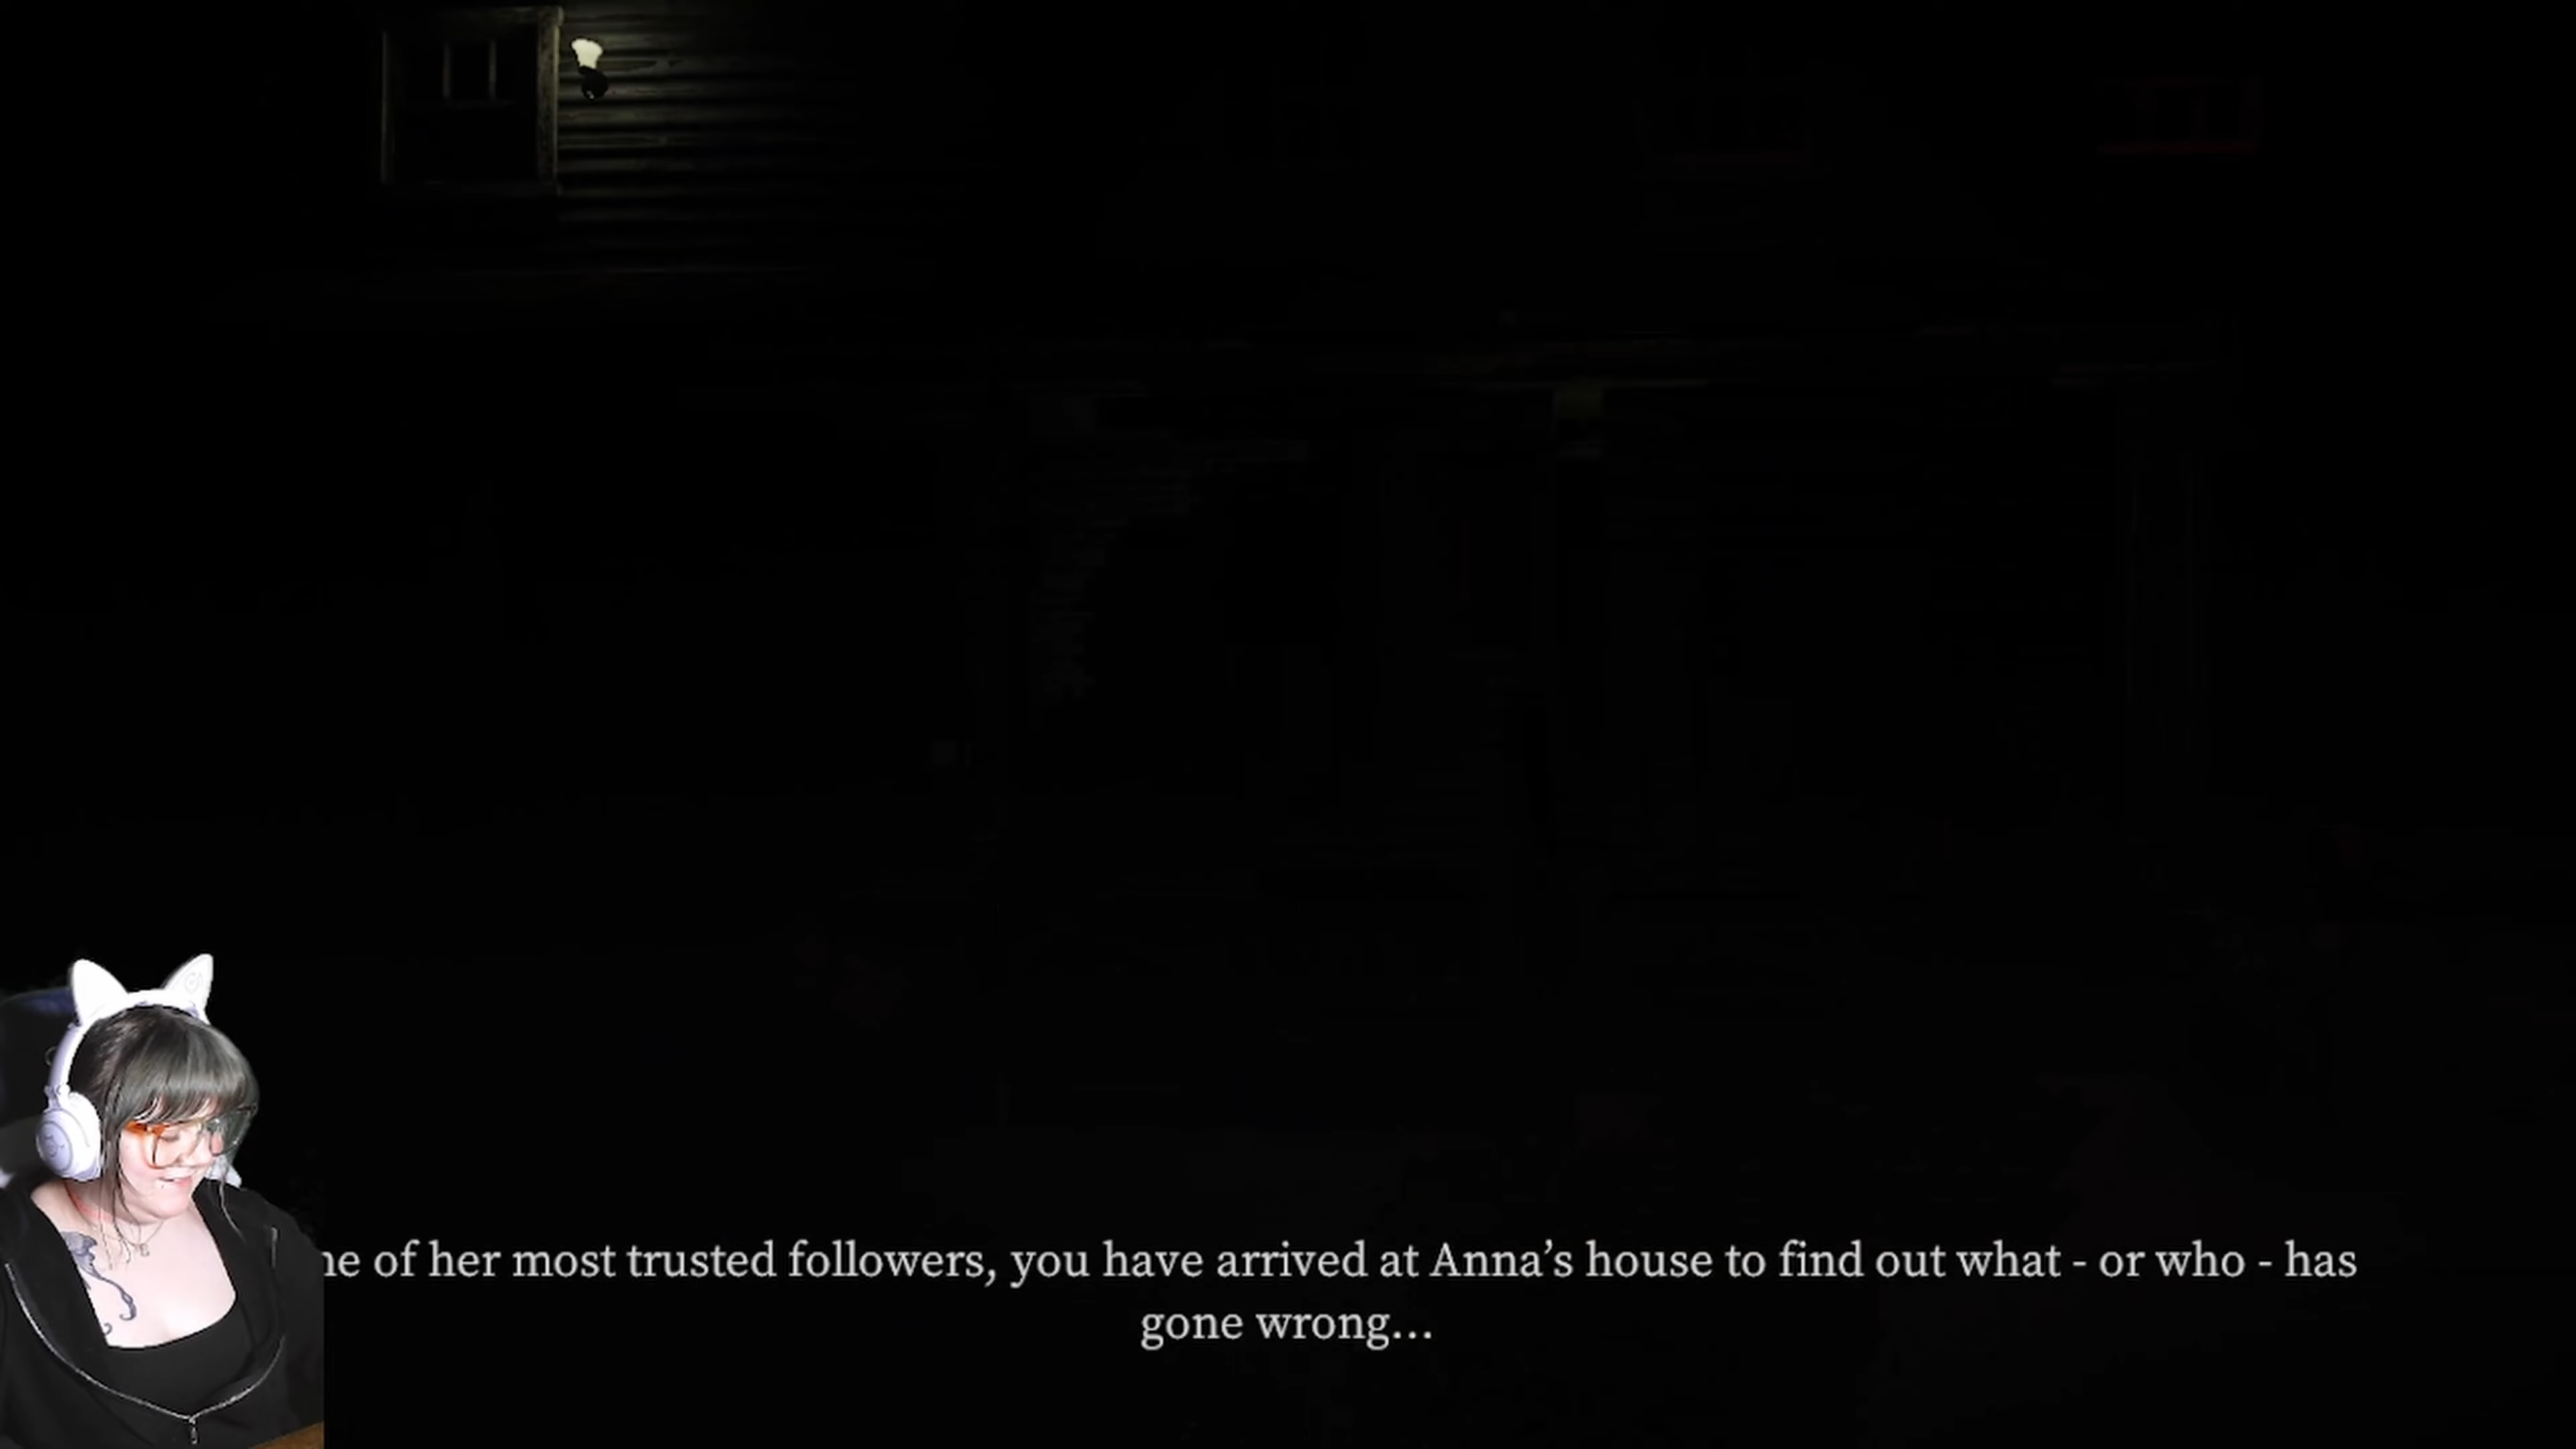 of her most trusted followers, you have arrived at Anna’s house to find out what - or who - has
gone wrong...